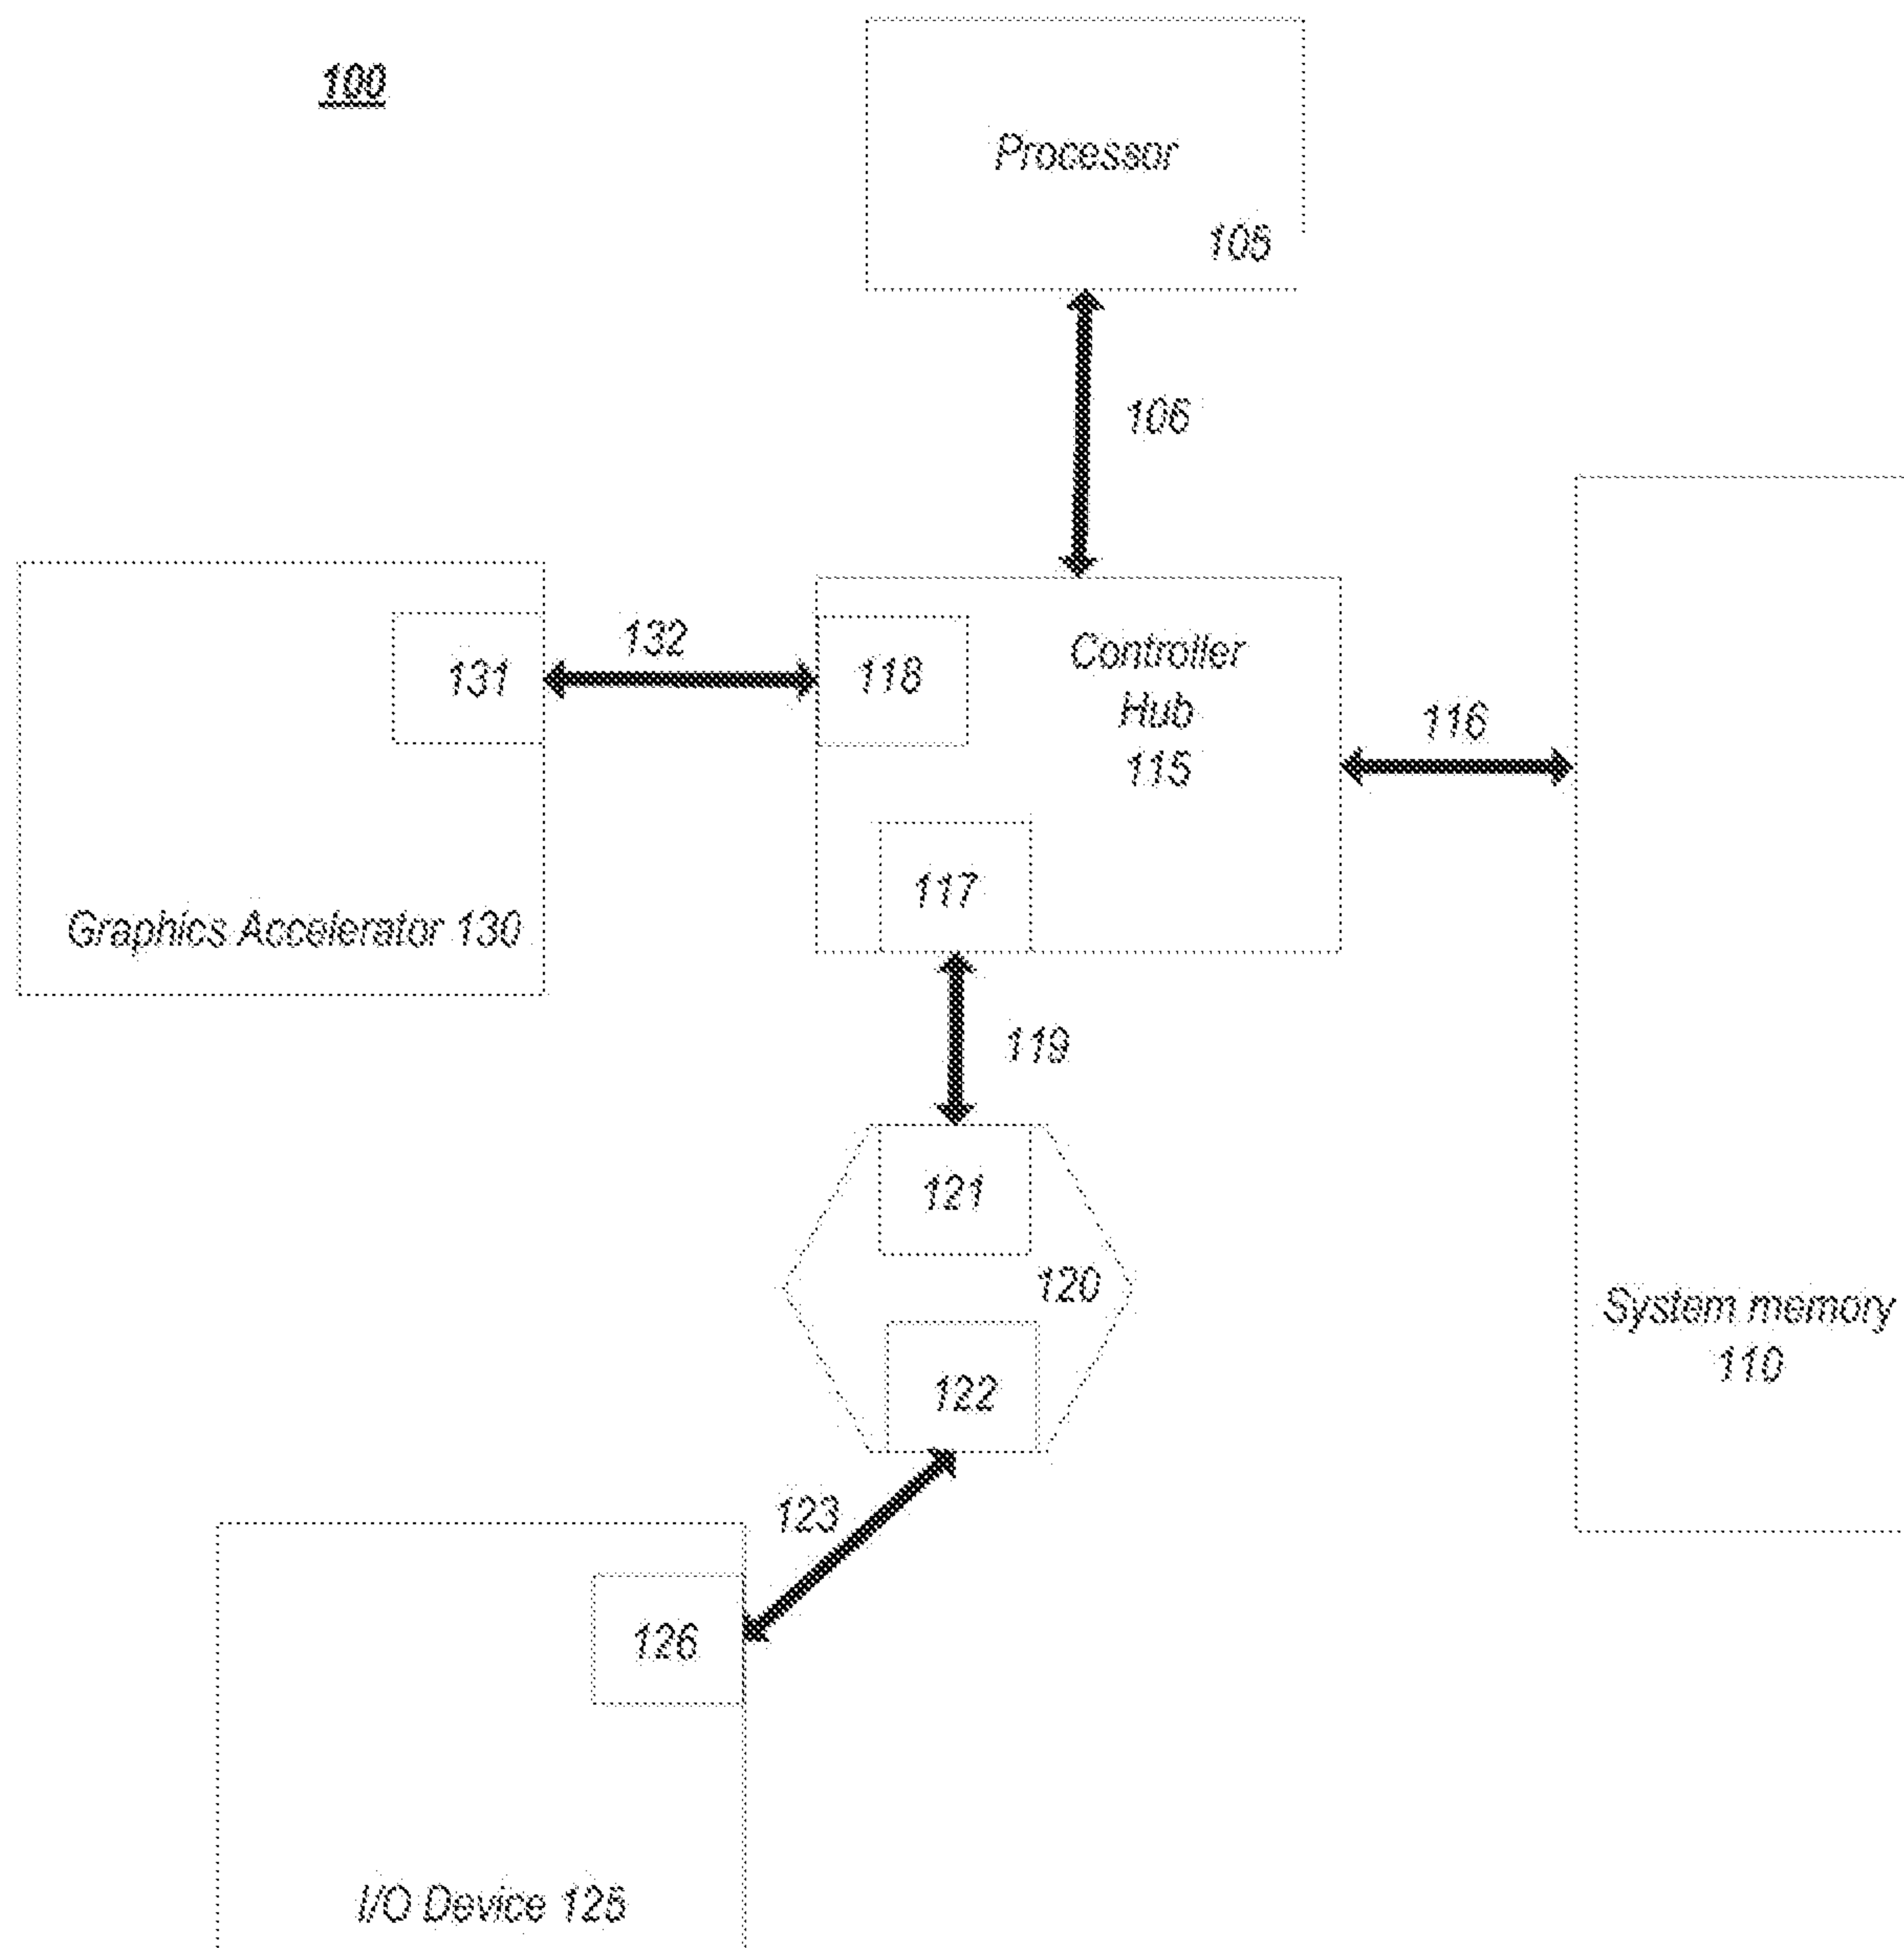 100
Processor
105
106
131
132
118
Controller
Hub
115
116
117
Graphics Accelerator 130
119
121
120
System memory
110
122
123
126
I/O Device 125